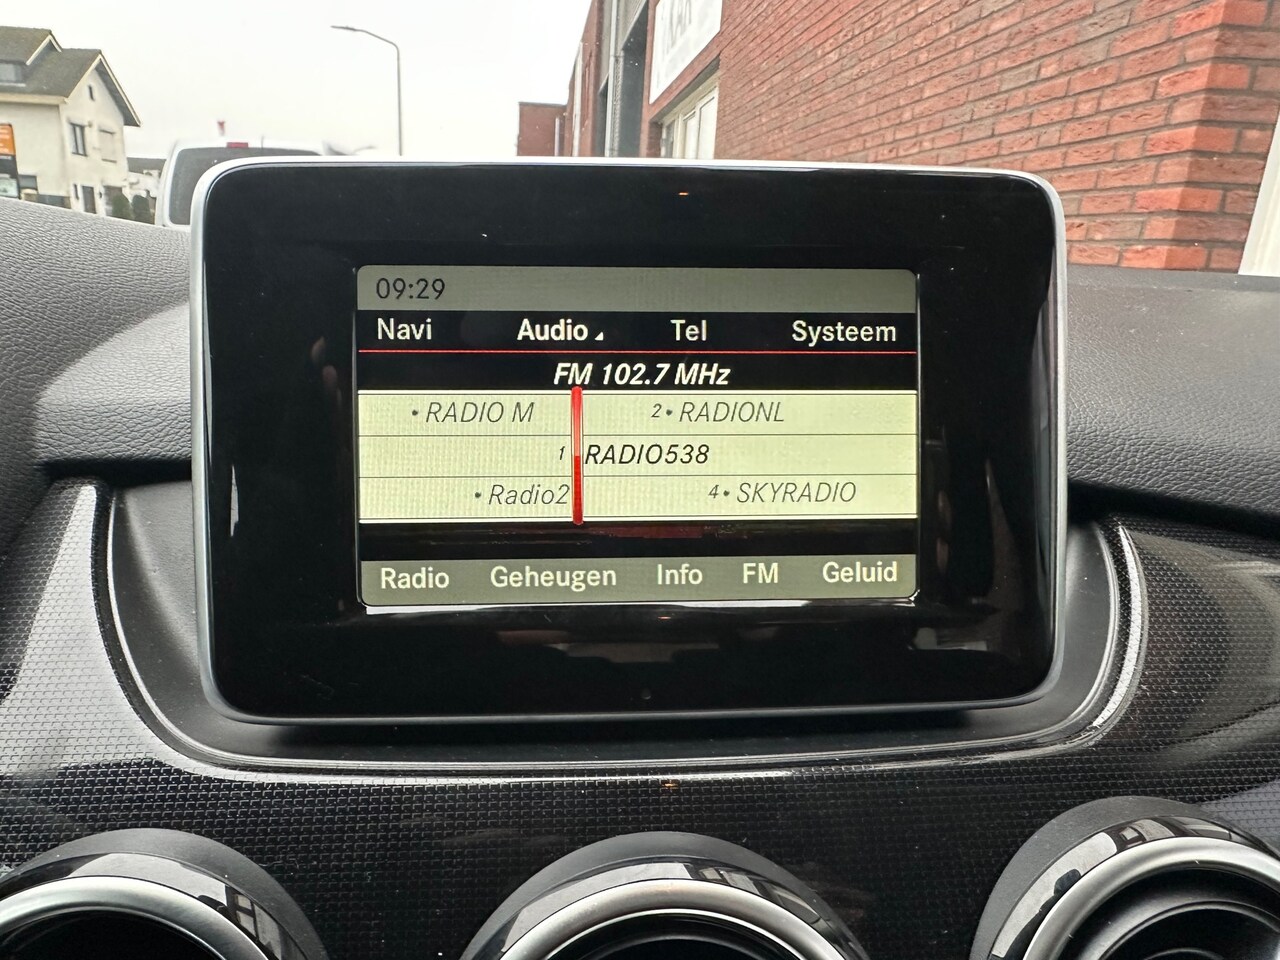 09:29
Navi Audio Tel Systeem
FM 102.7 MHz
• RADIO M 2• RADIONL
1 RADIO538
• Radio2 4• SKYRADIO
Radio Geheugen Info FM Geluid